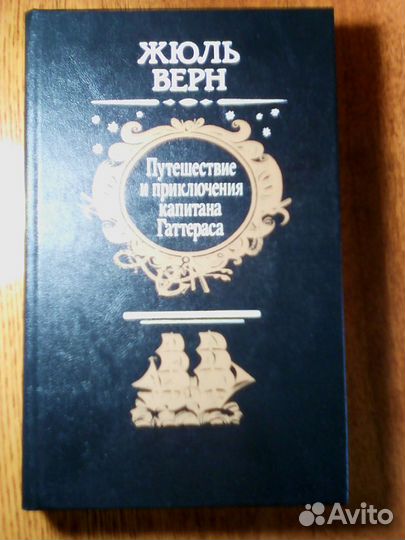 ЖЮЛЬ
ВЕРН
Путешествие
и приключения
капитана
Гаттераса
Avito